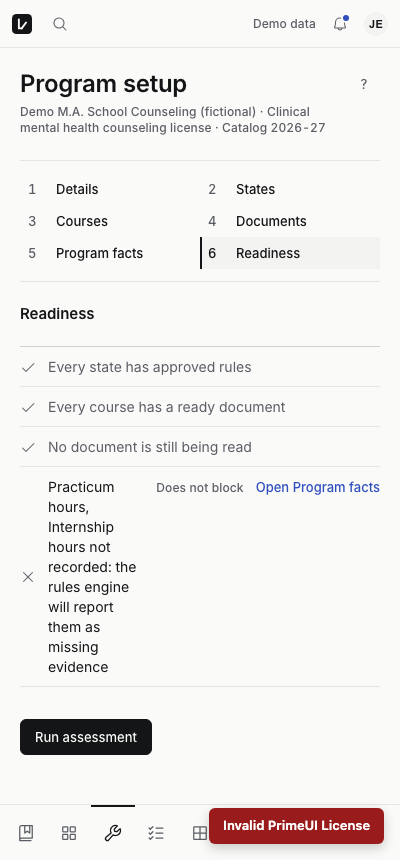 Demo data
JE
Program setup
?
Demo M.A. School Counseling (fictional) · Clinical
mental health counseling license · Catalog 2026-27
1 Details
2 States
3 Courses
4 Documents
5 Program facts
6 Readiness
Readiness
Every state has approved rules
Every course has a ready document
No document is still being read
Practicum
hours,
Internship
hours not
recorded: the
rules engine
will report
them as
missing
evidence
Does not block
Open Program facts
Run assessment
Invalid PrimeUI License